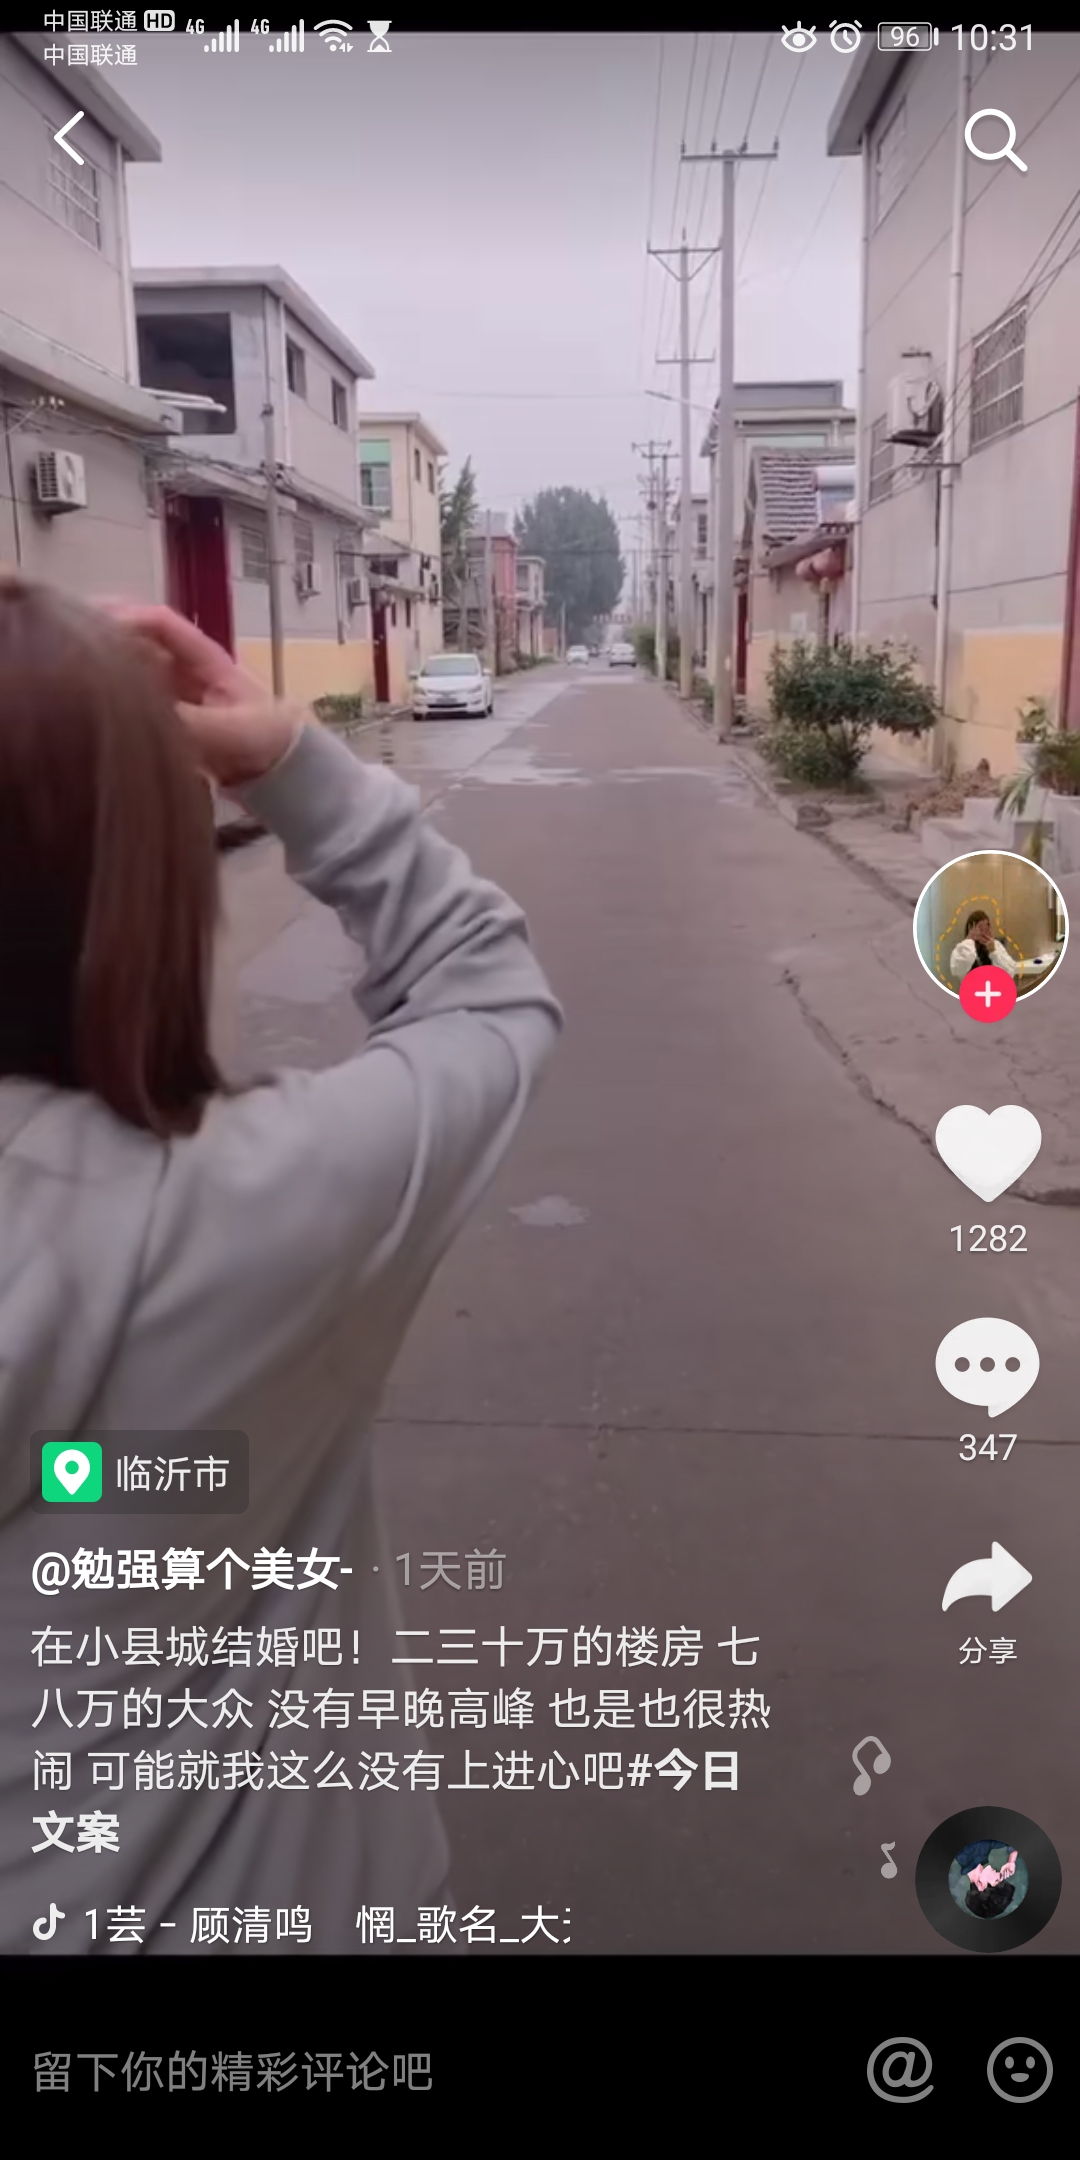 中国联通 HD 4G 4G 96 10:31
中国联通
1282
347
临沂市
@勉强算个美女- · 1天前
分享
在小县城结婚吧！二三十万的楼房 七
八万的大众 没有早晚高峰 也是也很热
闹 可能就我这么没有上进心吧#今日
文案
1芸 - 顾清鸣 惘_歌名_大
留下你的精彩评论吧